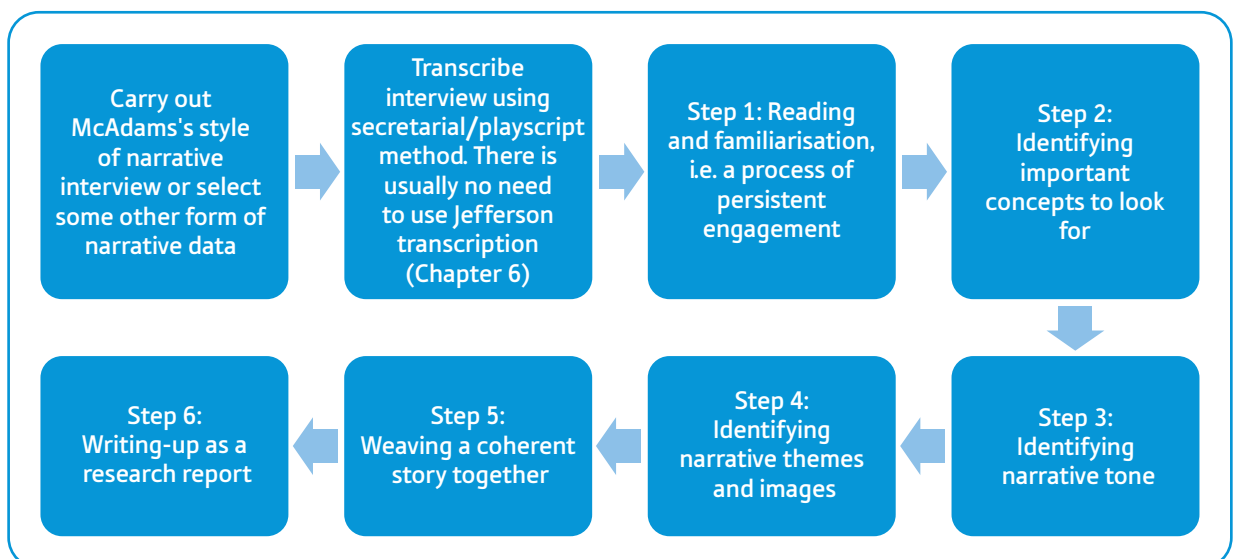 Carry out
McAdams's style
of narrative
interview or select
some other form of
narrative data
Transcribe
interview using
secretarial/playscript
method. There is
usually no need
to use Jefferson
transcription
(Chapter 6)
Step 1: Reading
and familiarisation,
i.e. a process of
persistent
engagement
Step 2:
Identifying
important
concepts to look
for
Step 3:
Identifying
narrative tone
Step 4:
Identifying
narrative themes
and images
Step 5:
Weaving a coherent
story together
Step 6:
Writing-up as a
research report